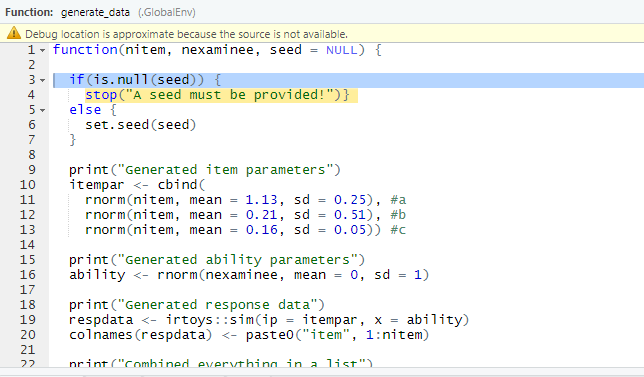 Function: generate_data (.GlobalEnv)
Debug location is approximate because the source is not available.
1 function(nitem, nexaminee, seed = NULL) {
2
3 if(is.null(seed)) {
4 stop("A seed must be provided!")}
5 else {
6 set.seed(seed)
7 }
8
9 print("Generated item parameters")
10 itempar <- cbind(
11 rnorm(nitem, mean = 1.13, sd = 0.25), #a
12 rnorm(nitem, mean = 0.21, sd = 0.51), #b
13 rnorm(nitem, mean = 0.16, sd = 0.05)) #c
14
15 print("Generated ability parameters")
16 ability <- rnorm(nexaminee, mean = 0, sd = 1)
17
18 print("Generated response data")
19 respdata <- irtoys::sim(ip = itempar, x = ability)
20 colnames(respdata) <- paste0("item", 1:nitem)
21
22 print("Combined everything in a list")